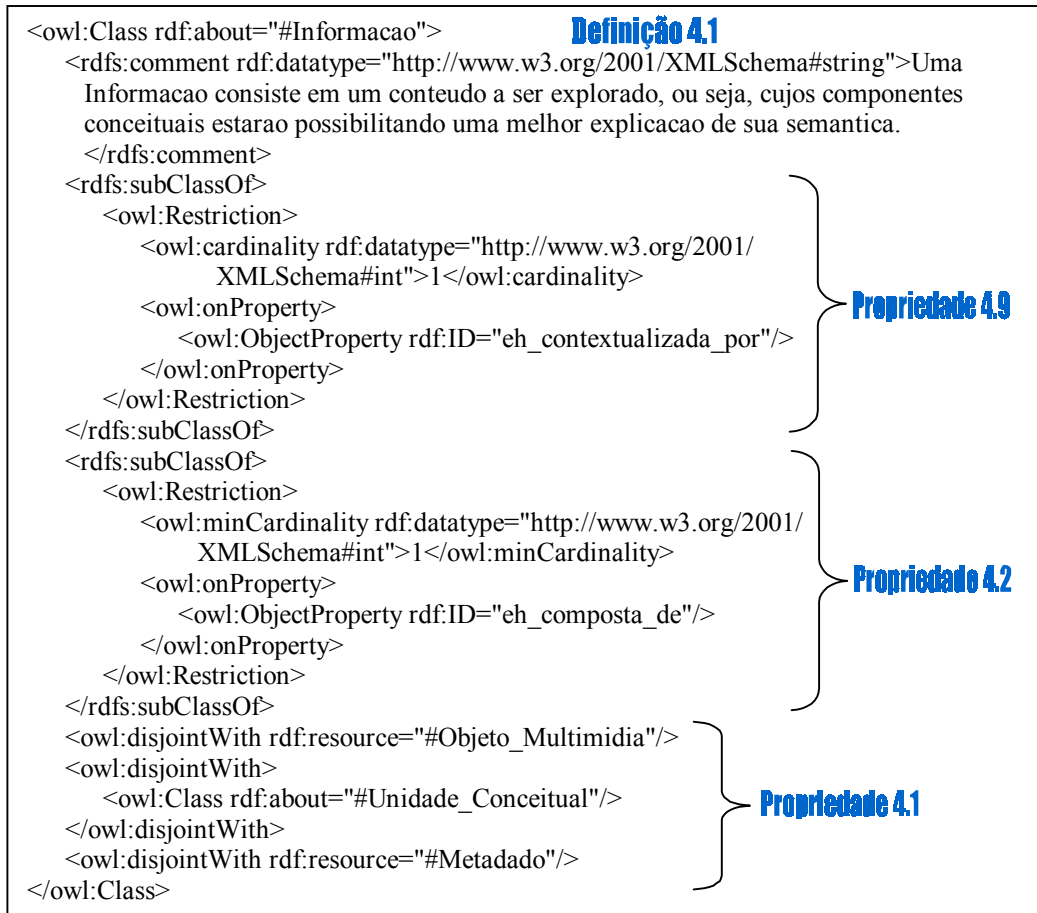 <owl:Class rdf:about="#Informacao"> Definição 4.1
<rdfs:comment rdf:datatype="http://www.w3.org/2001/XMLSchema#string">Uma
Informacao consiste em um conteudo a ser explorado, ou seja, cujos componentes
conceituais estarao possibilitando uma melhor explicacao de sua semantica.
</rdfs:comment>
<rdfs:subClassOf>
<owl:Restriction>
<owl:cardinality rdf:datatype="http://www.w3.org/2001/
XMLSchema#int">1</owl:cardinality>
<owl:onProperty>
Propriedade 4.9
<owl:ObjectProperty rdf:ID="eh_contextualizada_por"/>
</owl:onProperty>
</owl:Restriction>
</rdfs:subClassOf>
<rdfs:subClassOf>
<owl:Restriction>
<owl:minCardinality rdf:datatype="http://www.w3.org/2001/
XMLSchema#int">1</owl:minCardinality>
<owl:onProperty>
Propriedade 4.2
<owl:ObjectProperty rdf:ID="eh_composta_de"/>
</owl:onProperty>
</owl:Restriction>
</rdfs:subClassOf>
<owl:disjointWith rdf:resource="#Objeto_Multimidia"/>
<owl:disjointWith>
<owl:Class rdf:about="#Unidade_Conceitual"/>
Propriedade 4.1
</owl:disjointWith>
<owl:disjointWith rdf:resource="#Metadado"/>
</owl:Class>